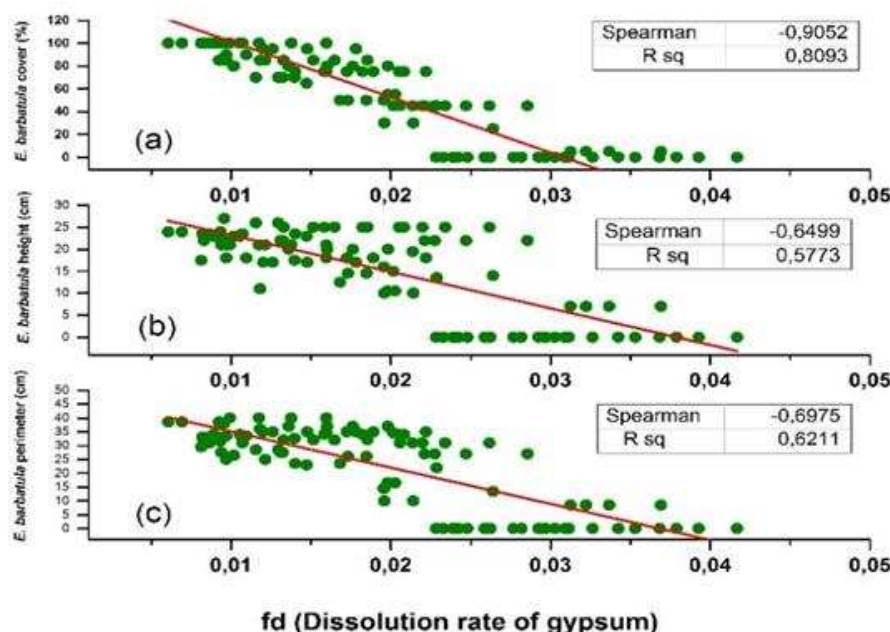 E. barbatula cover (%)
120
100
80
60
40
20
0
(a)
Spearman -0,9052
R sq 0,8093
0,01 0,02 0,03 0,04 0,05
E. barbatula height (cm)
30
25
20
15
10
5
0
(b)
Spearman -0,6499
R sq 0,5773
0,01 0,02 0,03 0,04 0,05
E. barbatula perimeter (cm)
50
45
40
35
30
25
20
15
10
5
0
(c)
Spearman -0,6975
R sq 0,6211
0,01 0,02 0,03 0,04 0,05
fd (Dissolution rate of gypsum)